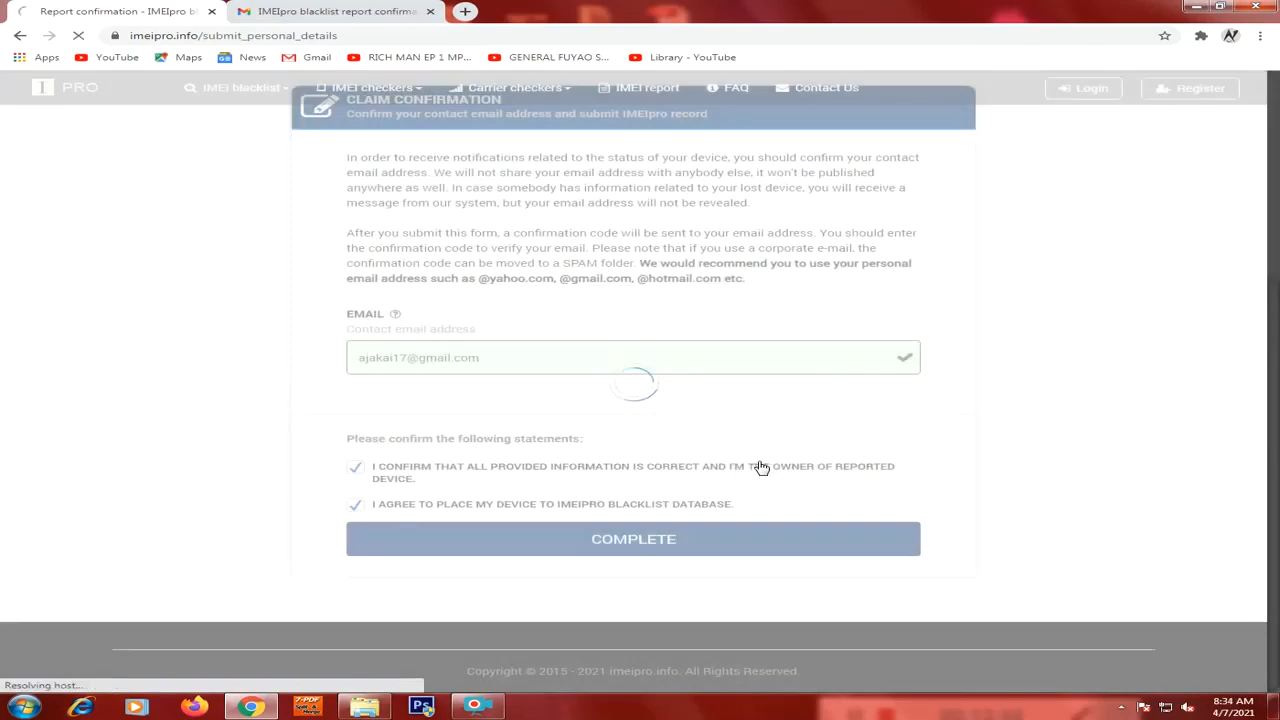 Report confirmation - IMEIpro bl
IMEIpro blacklist report confirme
imeipro.info/submit_personal_details
Apps
YouTube
Maps
News
Gmail
RICH MAN EP 1 MP...
GENERAL FUYAO S...
Library - YouTube
I PRO
IMEI blacklist
IMEI checkers
Carrier checkers
IMEI report
FAQ
Contact Us
Login
Register
CLAIM CONFIRMATION
Confirm your contact email address and submit IMEIpro record
In order to receive notifications related to the status of your device, you should confirm your contact
email address. We will not share your email address with anybody else, it won't be published
anywhere as well. In case somebody has information related to your lost device, you will receive a
message from our system, but your email address will not be revealed.
After you submit this form, a confirmation code will be sent to your email address. You should enter
the confirmation code to verify your email. Please note that if you use a corporate e-mail, the
confirmation code can be moved to a SPAM folder. We would recommend you to use your personal
email address such as @yahoo.com, @gmail.com, @hotmail.com etc.
EMAIL
Contact email address
ajakai17@gmail.com
Please confirm the following statements:
I CONFIRM THAT ALL PROVIDED INFORMATION IS CORRECT AND I'M THE OWNER OF REPORTED
DEVICE.
I AGREE TO PLACE MY DEVICE TO IMEIPRO BLACKLIST DATABASE.
COMPLETE
Copyright © 2015 - 2021 imeipro.info. All Rights Reserved.
Resolving host...
7-PDF
Split & Merge
Ps
8:34 AM
4/7/2021